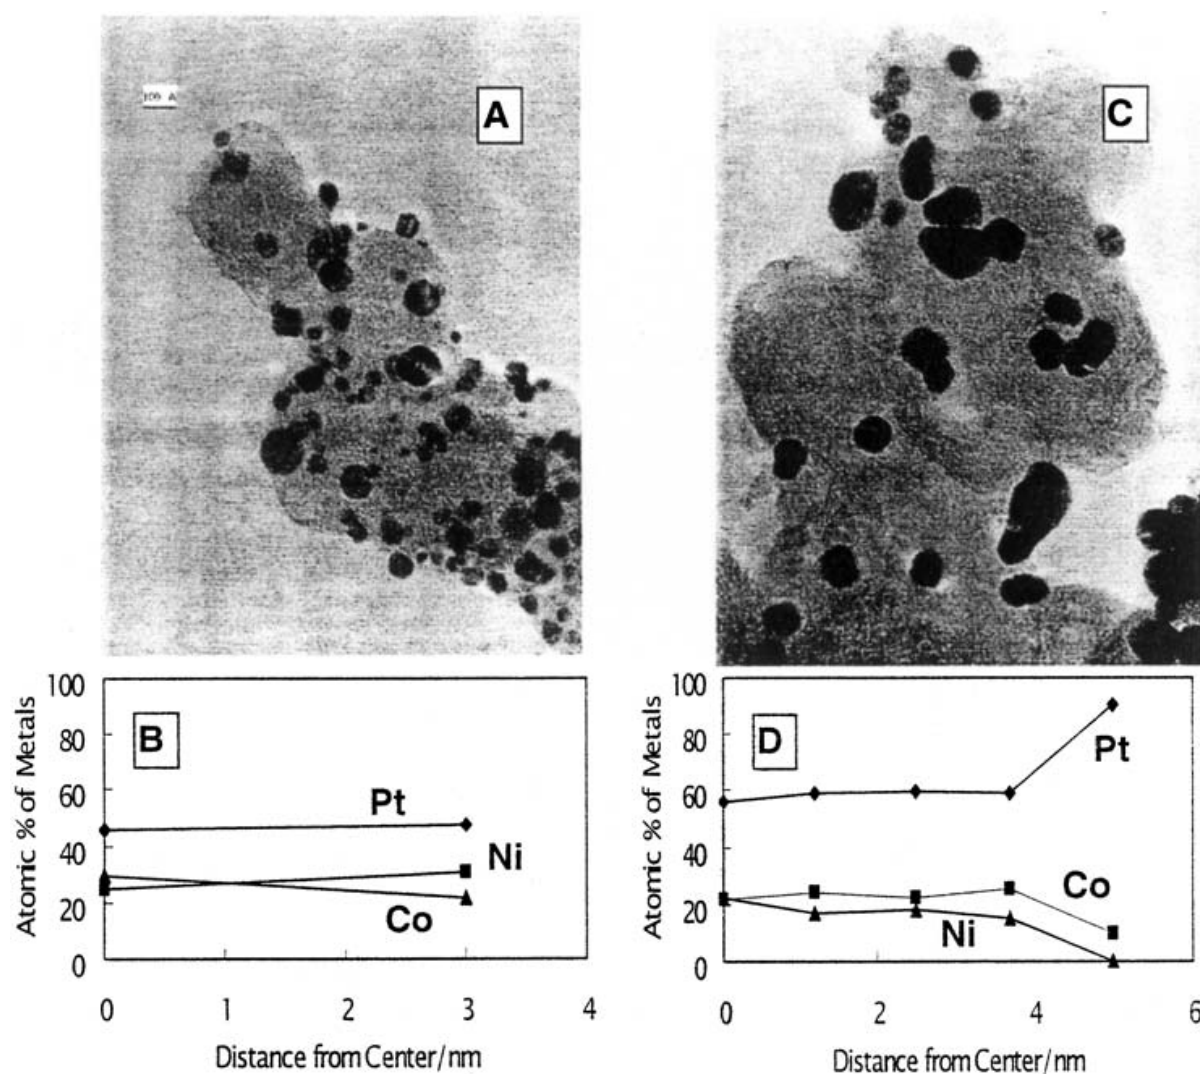 A
C
100
80
60
40
20
0
Atomic % of Metals
B
Pt
Ni
Co
0 1 2 3 4
Distance from Center/nm
100
80
60
40
20
0
Atomic % of Metals
D
Pt
Co
Ni
0 2 4 6
Distance from Center/nm